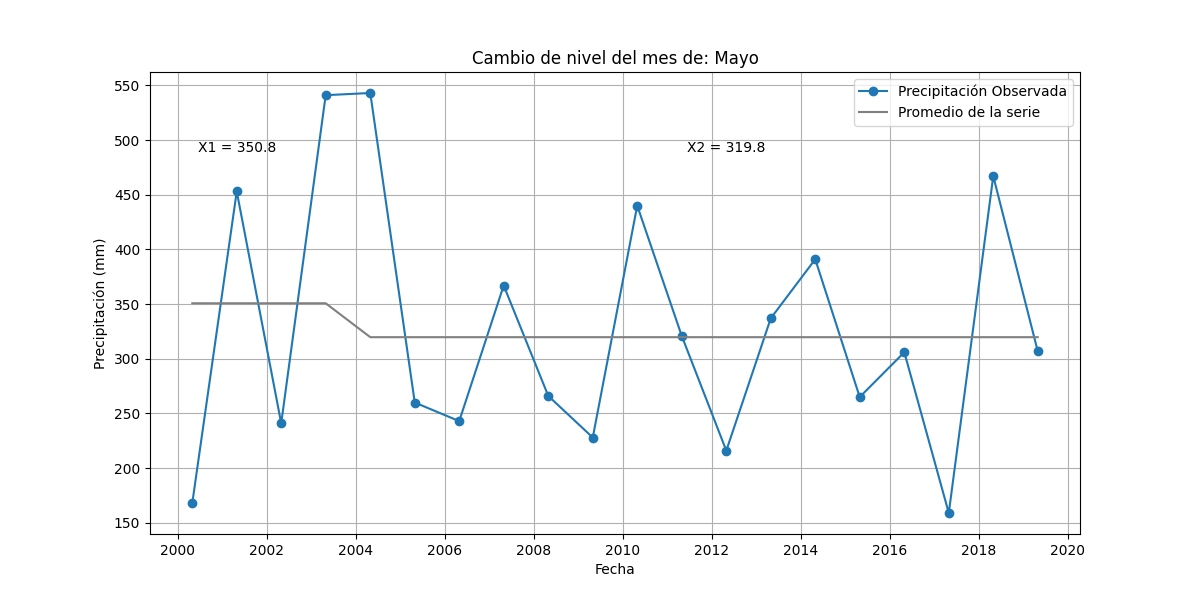 Cambio de nivel del mes de: Mayo
Precipitación Observada
Promedio de la serie
X1 = 350.8
X2 = 319.8
Precipitación (mm)
550
500
450
400
350
300
250
200
150
2000
2002
2004
2006
2008
2010
2012
2014
2016
2018
2020
Fecha